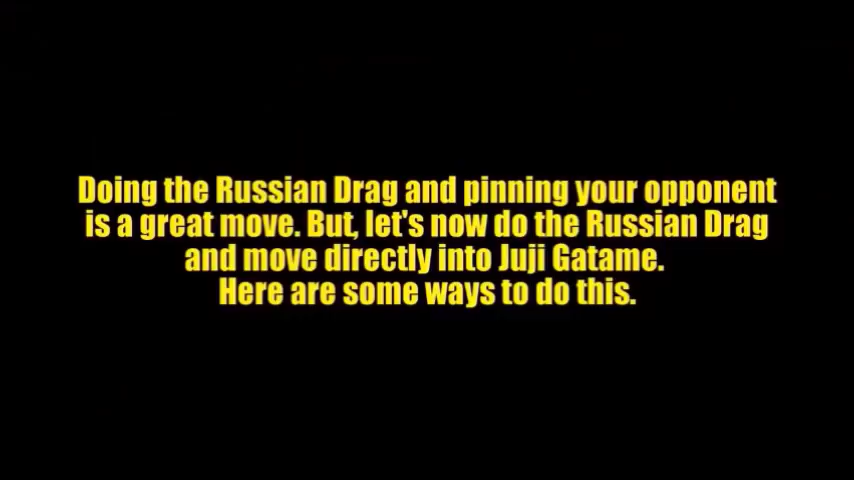 Doing the Russian Drag and pinning your opponent
is a great move. But, let's now do the Russian Drag
and move directly into Juji Gatame.
Here are some ways to do this.